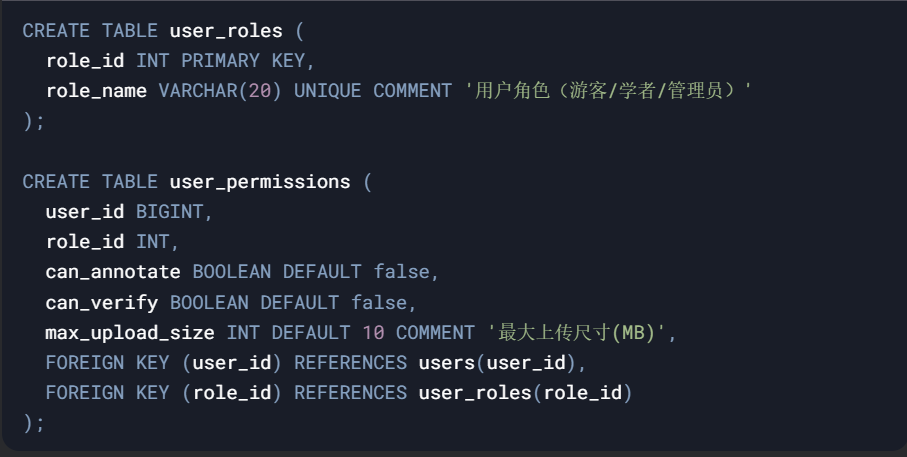 CREATE TABLE user_roles (
  role_id INT PRIMARY KEY,
  role_name VARCHAR(20) UNIQUE COMMENT '用户角色（游客/学者/管理员）'
);

CREATE TABLE user_permissions (
  user_id BIGINT,
  role_id INT,
  can_annotate BOOLEAN DEFAULT false,
  can_verify BOOLEAN DEFAULT false,
  max_upload_size INT DEFAULT 10 COMMENT '最大上传尺寸(MB)',
  FOREIGN KEY (user_id) REFERENCES users(user_id),
  FOREIGN KEY (role_id) REFERENCES user_roles(role_id)
);